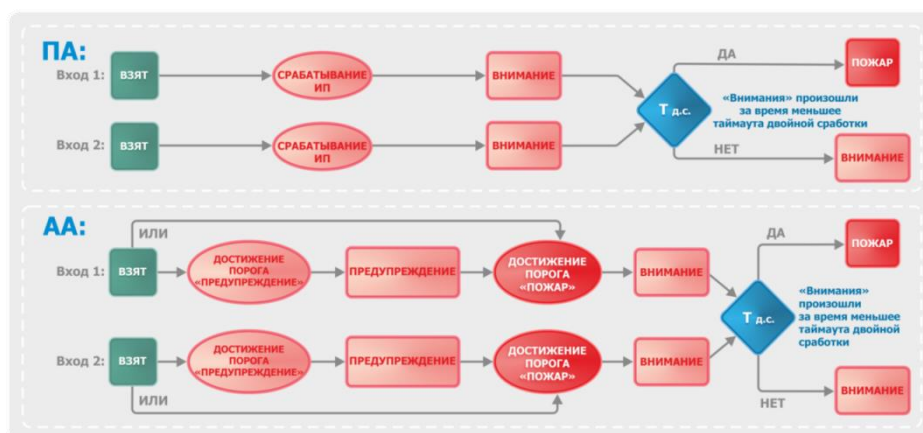 ПА:
Вход 1:
ВЗЯТ
СРАБАТЫВАНИЕ
ИП
ВНИМАНИЕ
ДА
ПОЖАР
Т д.с.
«Внимания» произошли
за время меньшее
таймаута двойной сработки
Вход 2:
ВЗЯТ
СРАБАТЫВАНИЕ
ИП
ВНИМАНИЕ
НЕТ
ВНИМАНИЕ
АА:
ИЛИ
Вход 1:
ВЗЯТ
ДОСТИЖЕНИЕ
ПОРОГА
«ПРЕДУПРЕЖДЕНИЕ»
ПРЕДУПРЕЖДЕНИЕ
ДОСТИЖЕНИЕ
ПОРОГА
«ПОЖАР»
ВНИМАНИЕ
ДА
ПОЖАР
Т д.с.
«Внимания»
произошли
за время меньшее
таймаута двойной
сработки
Вход 2:
ВЗЯТ
ДОСТИЖЕНИЕ
ПОРОГА
«ПРЕДУПРЕЖДЕНИЕ»
ПРЕДУПРЕЖДЕНИЕ
ДОСТИЖЕНИЕ
ПОРОГА
«ПОЖАР»
ВНИМАНИЕ
ИЛИ
НЕТ
ВНИМАНИЕ